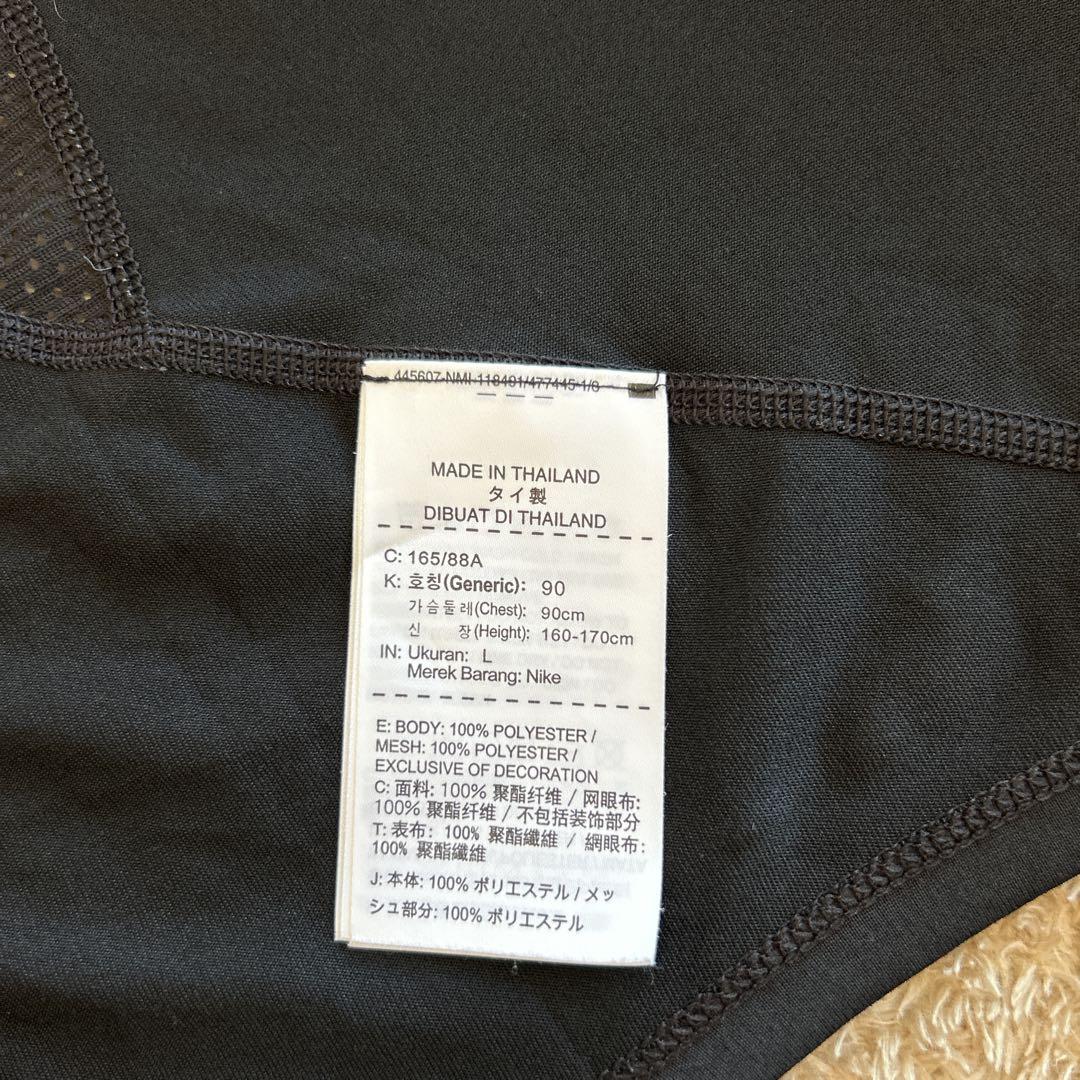 445607-NMI-118401/477445-1/8
MADE IN THAILAND
タイ製
DIBUAT DI THAILAND
C: 165/88A
K: 호칭(Generic): 90
가슴둘레(Chest): 90cm
신 장(Height): 160-170cm
IN: Ukuran: L
Merek Barang: Nike
E: BODY: 100% POLYESTER /
MESH: 100% POLYESTER /
EXCLUSIVE OF DECORATION
C: 面料: 100% 聚酯纤维 / 网眼布:
100% 聚酯纤维 / 不包括装饰部分
T: 表布: 100% 聚酯纖維 / 網眼布:
100% 聚酯纖維
J: 本体: 100% ポリエステル / メッ
シュ部分: 100% ポリエステル